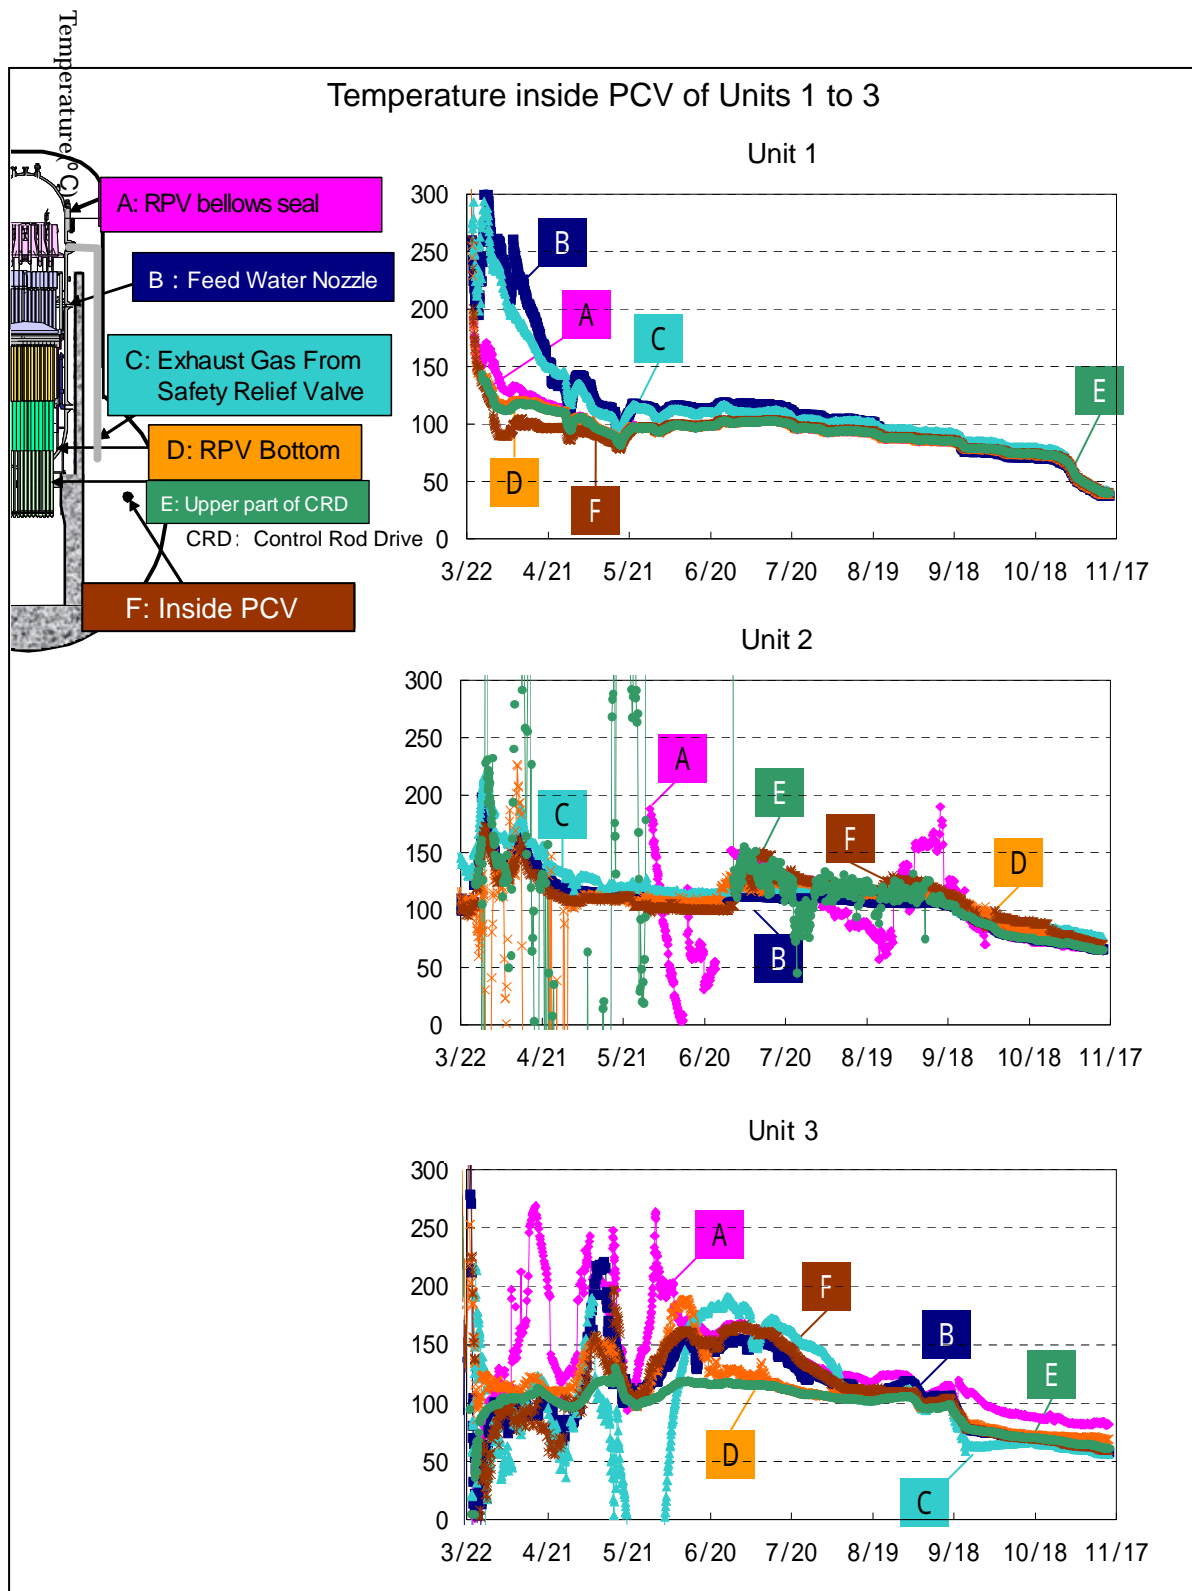 Temperature(℃)
Temperature inside PCV of Units 1 to 3
A: RPV bellows seal
B : Feed Water Nozzle
C: Exhaust Gas From
Safety Relief Valve
D: RPV Bottom
E: Upper part of CRD
CRD: Control Rod Drive
F: Inside PCV
Unit 1
300
250
200
150
100
50
0
B
A
C
E
D
F
3/22 4/21 5/21 6/20 7/20 8/19 9/18 10/18 11/17
Unit 2
300
250
200
150
100
50
0
A
E
C
F
D
B
3/22 4/21 5/21 6/20 7/20 8/19 9/18 10/18 11/17
Unit 3
300
250
200
150
100
50
0
A
F
B
E
D
C
3/22 4/21 5/21 6/20 7/20 8/19 9/18 10/18 11/17